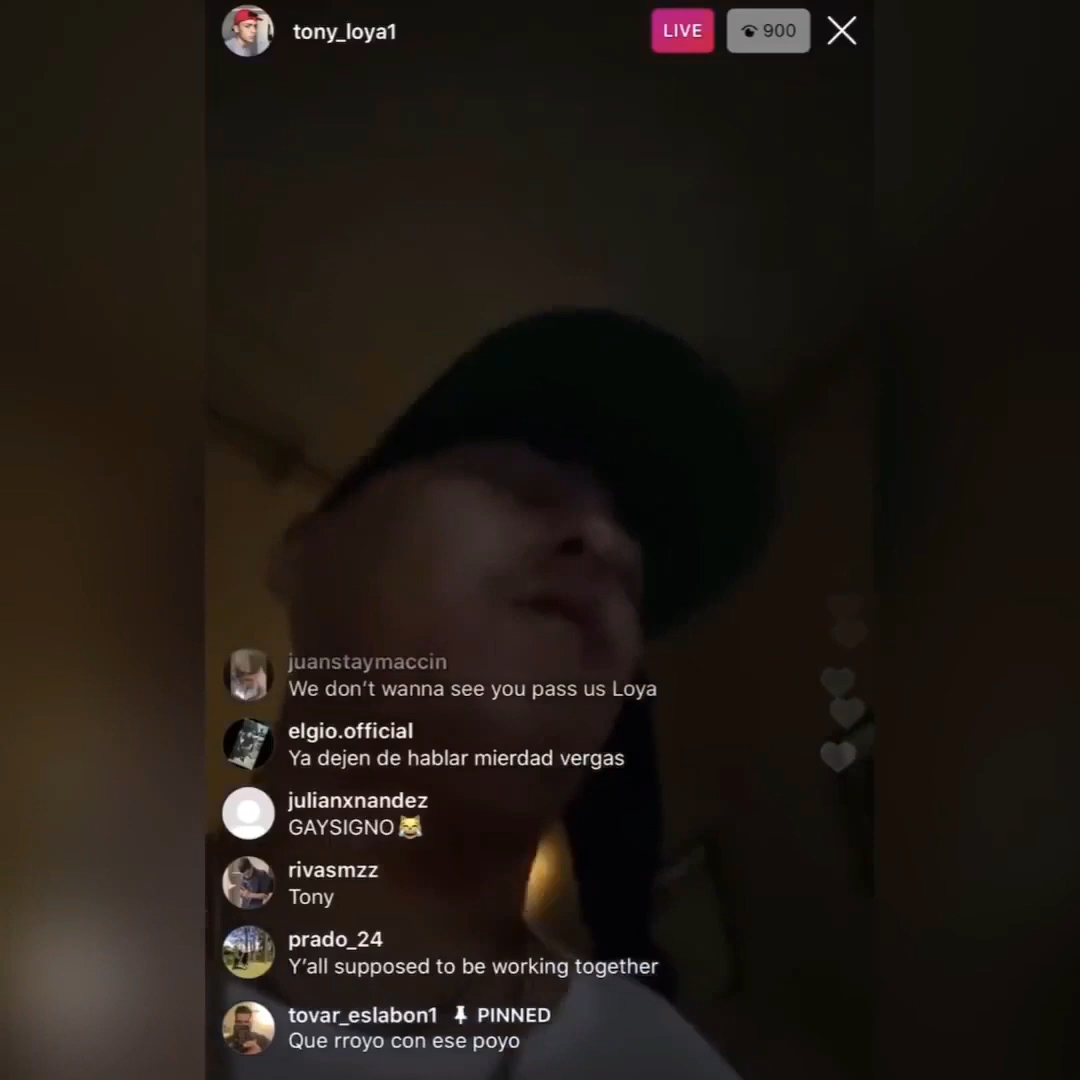 tony_loya1
LIVE
900
juanstaymaccin
We don't wanna see you pass us Loya
elgio.official
Ya dejen de hablar mierdad vergas
julianxnandez
GAYSIGNO😹
rivasmzz
Tony
prado_24
Y'all supposed to be working together
tovar_eslabon1 PINNED
Que rroyo con ese poyo